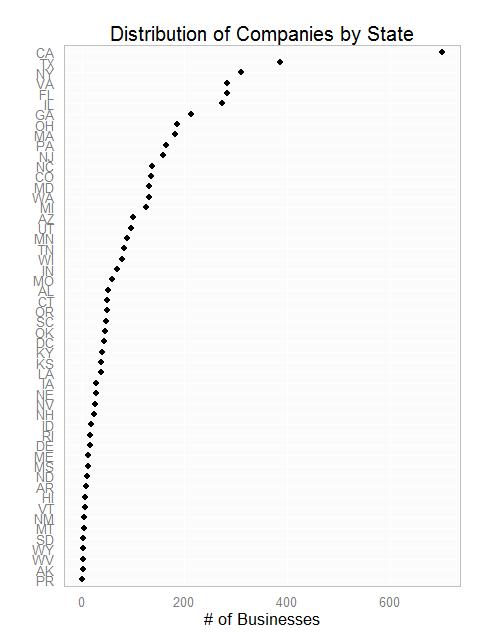 Distribution of Companies by State
CA
TX
NY
VA
FL
IL
GA
OH
MA
PA
NJ
NC
CO
MD
WA
MI
AZ
UT
MN
TN
WI
IN
MO
AL
CT
OR
SC
OK
DC
KY
KS
LA
IA
NE
NV
NH
ID
RI
DE
ME
MS
ND
AR
HI
VT
NM
MT
SD
WY
WV
AK
PR
0 200 400 600
# of Businesses